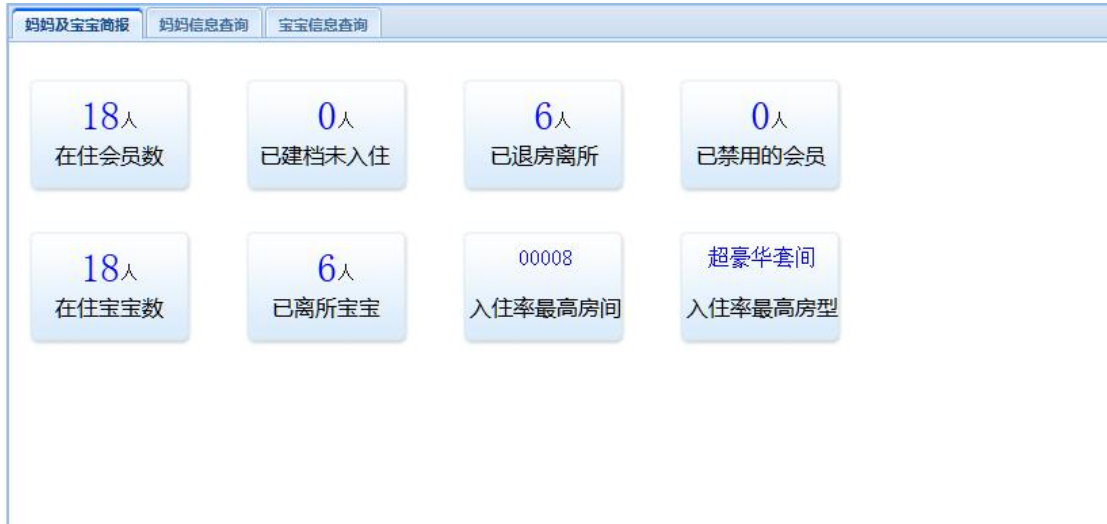 妈妈及宝宝简报 妈妈信息查询 宝宝信息查询
18人 0人 6人 0人
在住会员数 已建档未入住 已退房离所 已禁用的会员
18人 6人 00008 超豪华套间
在住宝宝数 已离所宝宝 入住率最高房间 入住率最高房型